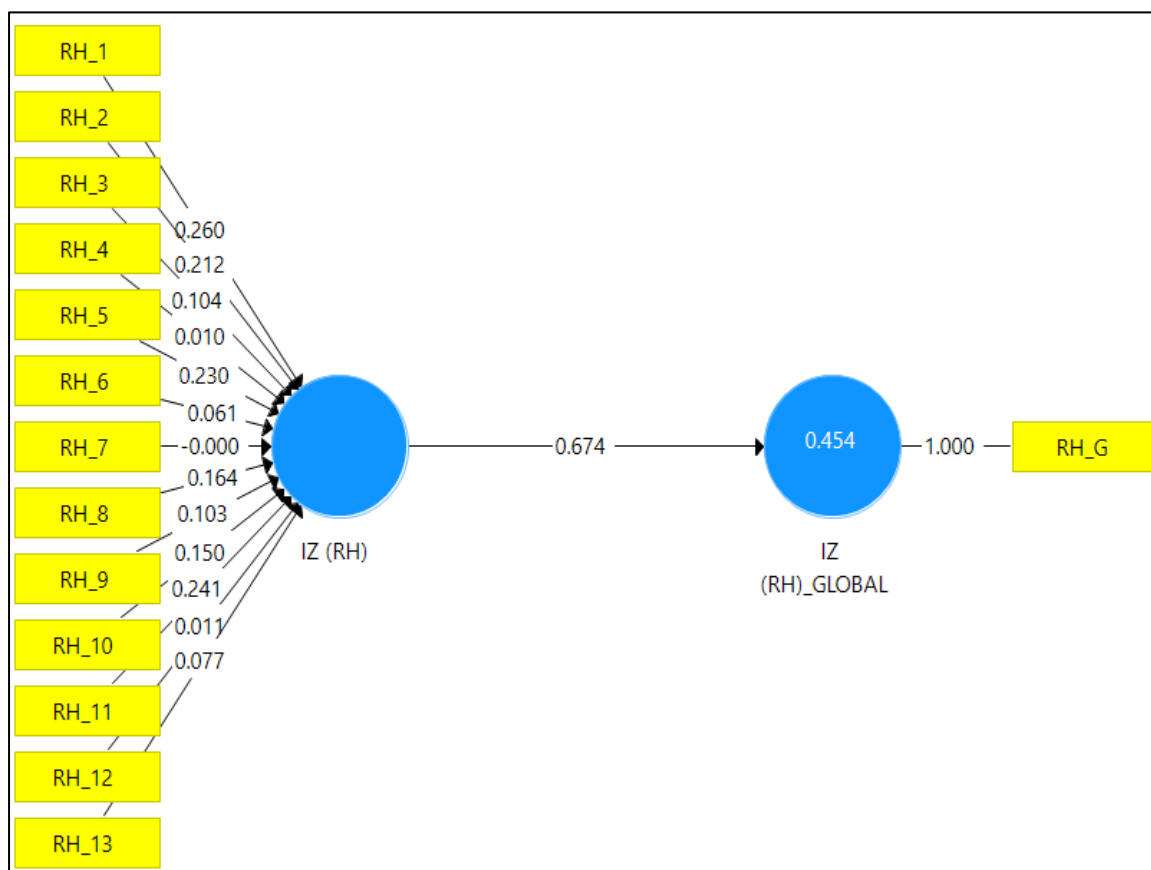 RH_1
RH_2
RH_3
RH_4
RH_5
RH_6
RH_7
RH_8
RH_9
RH_10
RH_11
RH_12
RH_13
0.260
0.212
0.104
0.010
0.230
0.061
-0.000
0.164
0.103
0.150
0.241
0.011
0.077
IZ (RH)
0.674
0.454
IZ
(RH)_GLOBAL
1.000
RH_G